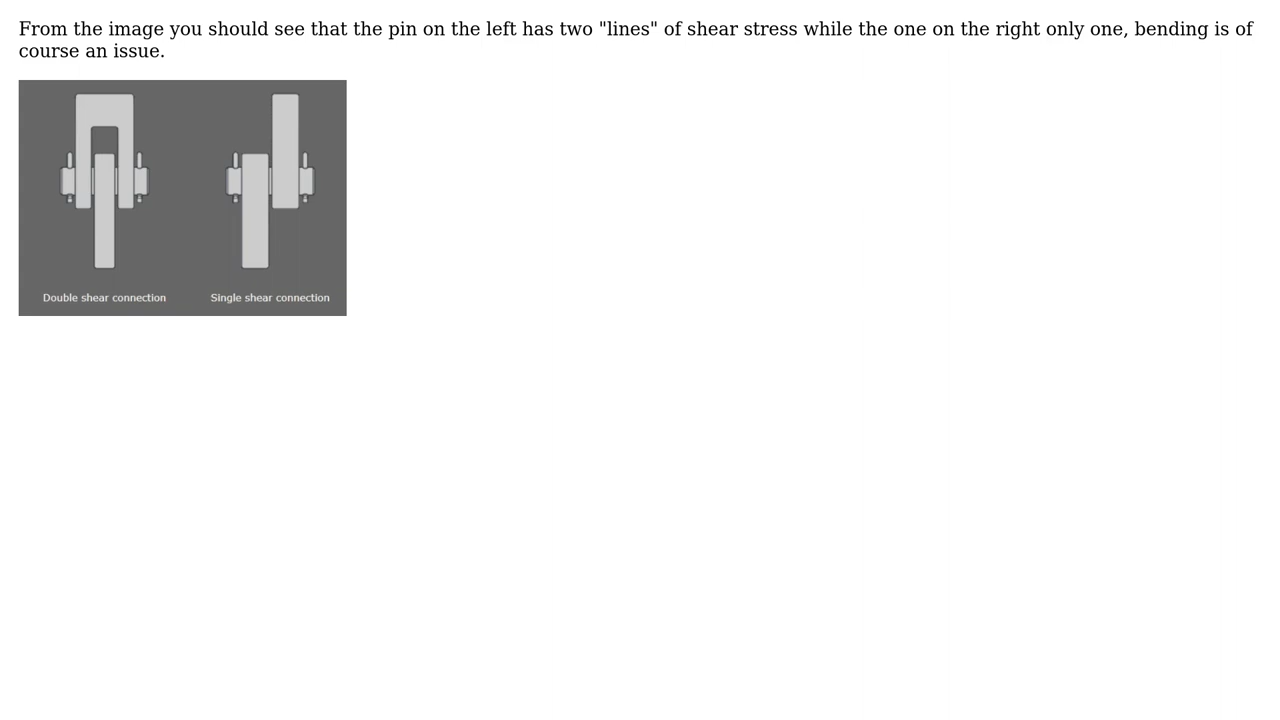 From the image you should see that the pin on the left has two "lines" of shear stress while the one on the right only one, bending is of
course an issue.
Double shear connection
Single shear connection